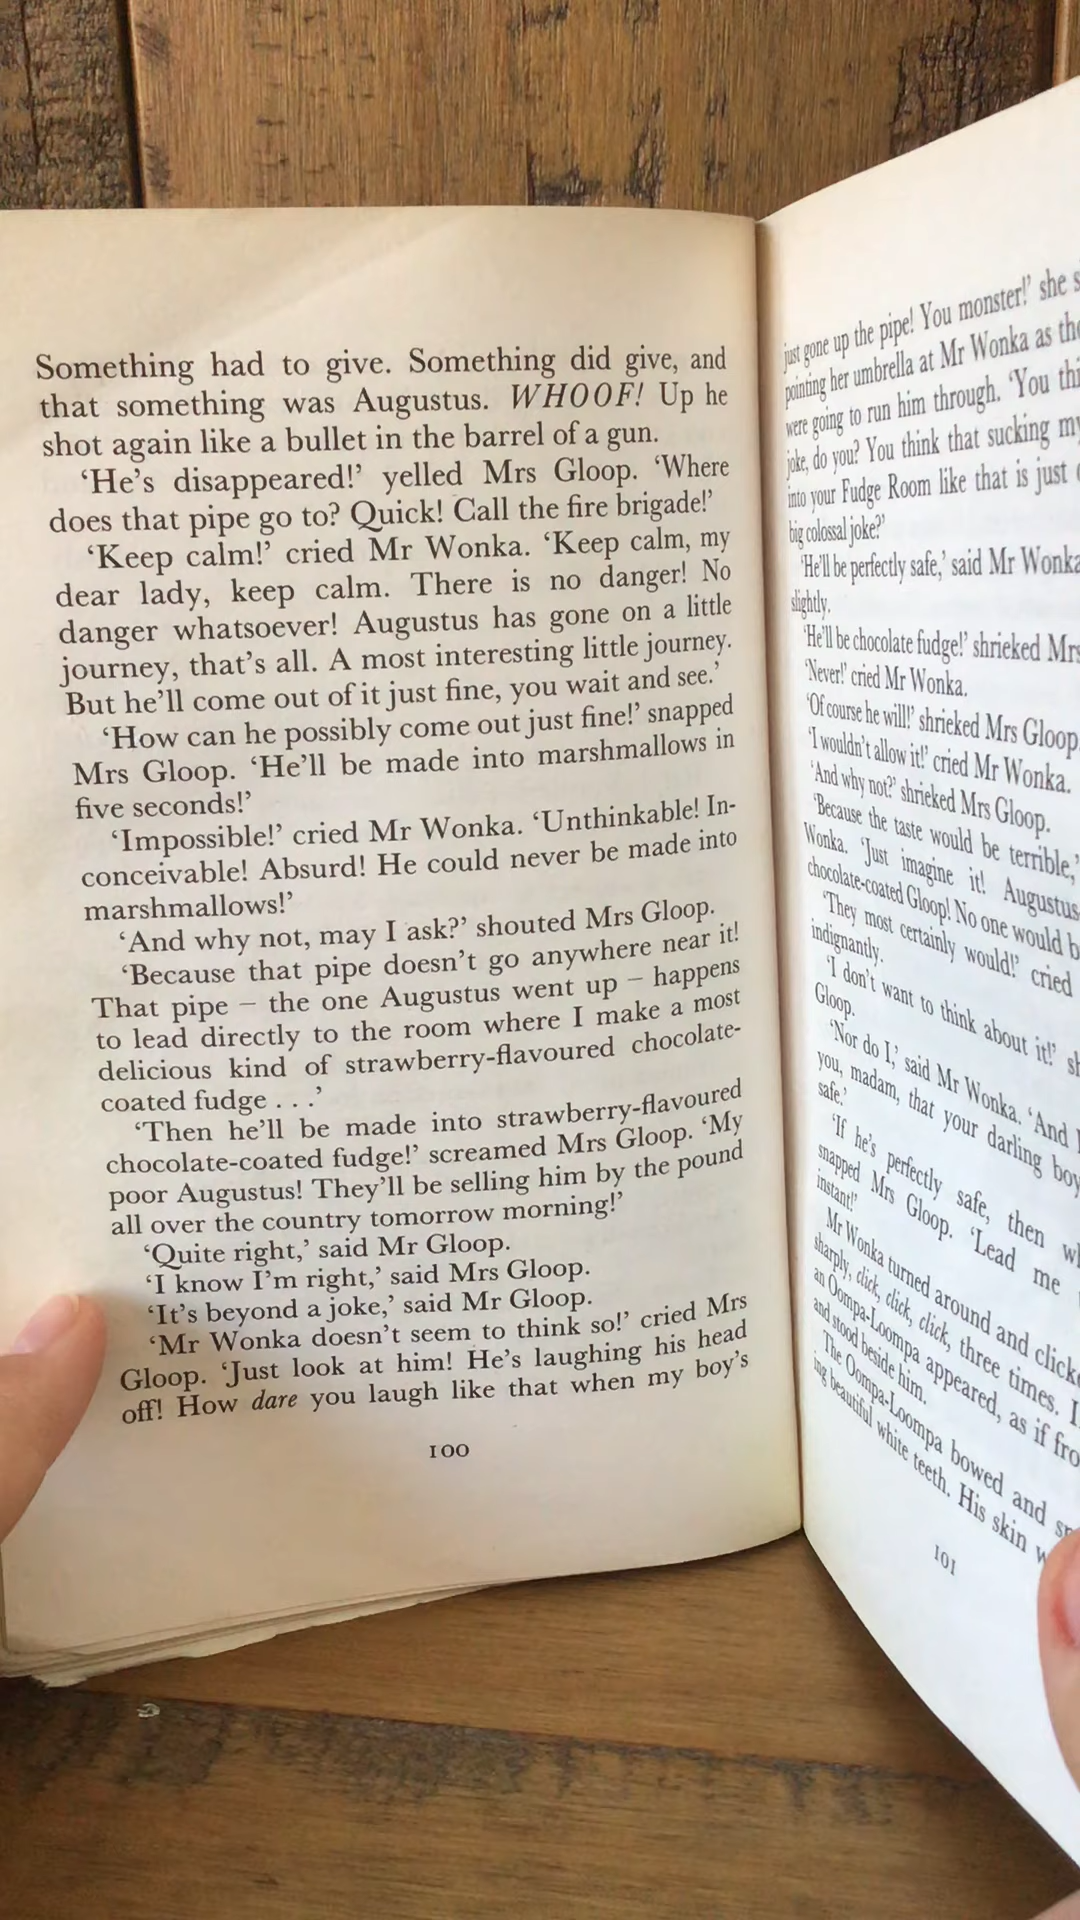 Something had to give. Something did give, and
that something was Augustus. WHOOF! Up he
shot again like a bullet in the barrel of a gun.
‘He’s disappeared!’ yelled Mrs Gloop. ‘Where
does that pipe go to? Quick! Call the fire brigade!’
‘Keep calm!’ cried Mr Wonka. ‘Keep calm, my
dear lady, keep calm. There is no danger! No
danger whatsoever! Augustus has gone on a little
journey, that’s all. A most interesting little journey.
But he’ll come out of it just fine, you wait and see.’
‘How can he possibly come out just fine!’ snapped
Mrs Gloop. ‘He’ll be made into marshmallows in
five seconds!’
‘Impossible!’ cried Mr Wonka. ‘Unthinkable! In-
conceivable! Absurd! He could never be made into
marshmallows!’
‘And why not, may I ask?’ shouted Mrs Gloop.
‘Because that pipe doesn’t go anywhere near it!
That pipe – the one Augustus went up – happens
to lead directly to the room where I make a most
delicious kind of strawberry-flavoured chocolate-
coated fudge . . .’
‘Then he’ll be made into strawberry-flavoured
chocolate-coated fudge!’ screamed Mrs Gloop. ‘My
poor Augustus! They’ll be selling him by the pound
all over the country tomorrow morning!’
‘Quite right,’ said Mr Gloop.
‘I know I’m right,’ said Mrs Gloop.
‘It’s beyond a joke,’ said Mr Gloop.
‘Mr Wonka doesn’t seem to think so!’ cried Mrs
Gloop. ‘Just look at him! He’s laughing his head
off! How dare you laugh like that when my boy’s
100
just gone up the pipe! You monster!’ she
pointing her umbrella at Mr Wonka as
were going to run him through. ‘You
joke, do you? You think that sucking my
into your Fudge Room like that is just
big colossal joke?’
‘He’ll be perfectly safe,’ said Mr Wonka
slightly.
‘He’ll be chocolate fudge!’ shrieked Mrs
‘Never!’ cried Mr Wonka.
‘Of course he will!’ shrieked Mrs Gloop.
‘I wouldn’t allow it!’ cried Mr Wonka.
‘And why not?’ shrieked Mrs Gloop.
‘Because the taste would be terrible,’
Wonka. ‘Just imagine it! Augustus
chocolate-coated Gloop! No one would
‘They most certainly would!’ cried
indignantly.
‘I don’t want to think about it!’
Gloop.
‘Nor do I,’ said Mr Wonka. ‘And
you, madam, that your darling boy
safe.’
‘If he’s perfectly safe, then
snapped Mrs Gloop. ‘Lead me
instant!’
Mr Wonka turned around and
sharply, click, click, click, three times.
an Oompa-Loompa appeared, as if
and stood beside him.
The Oompa-Loompa bowed and
ing beautiful white teeth. His skin
101